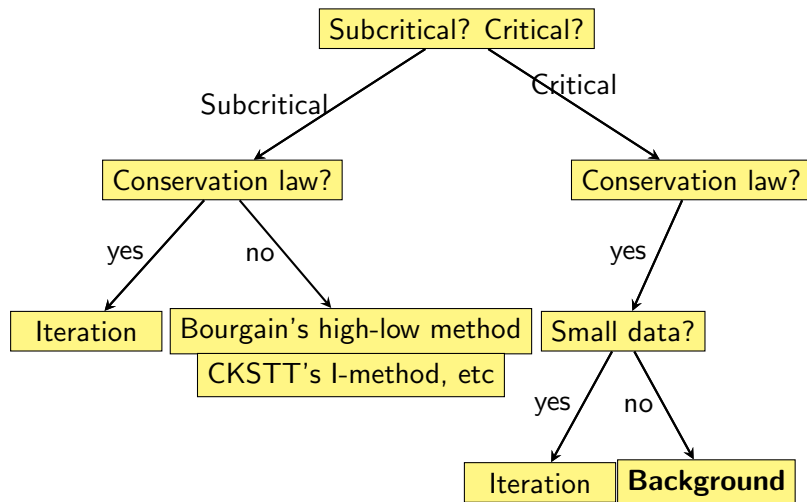 Subcritical? Critical?
Subcritical
Critical
Conservation law?
Conservation law?
yes
no
yes
Iteration
Bourgain's high-low method
CKSTT's I-method, etc
Small data?
yes
no
Iteration
Background